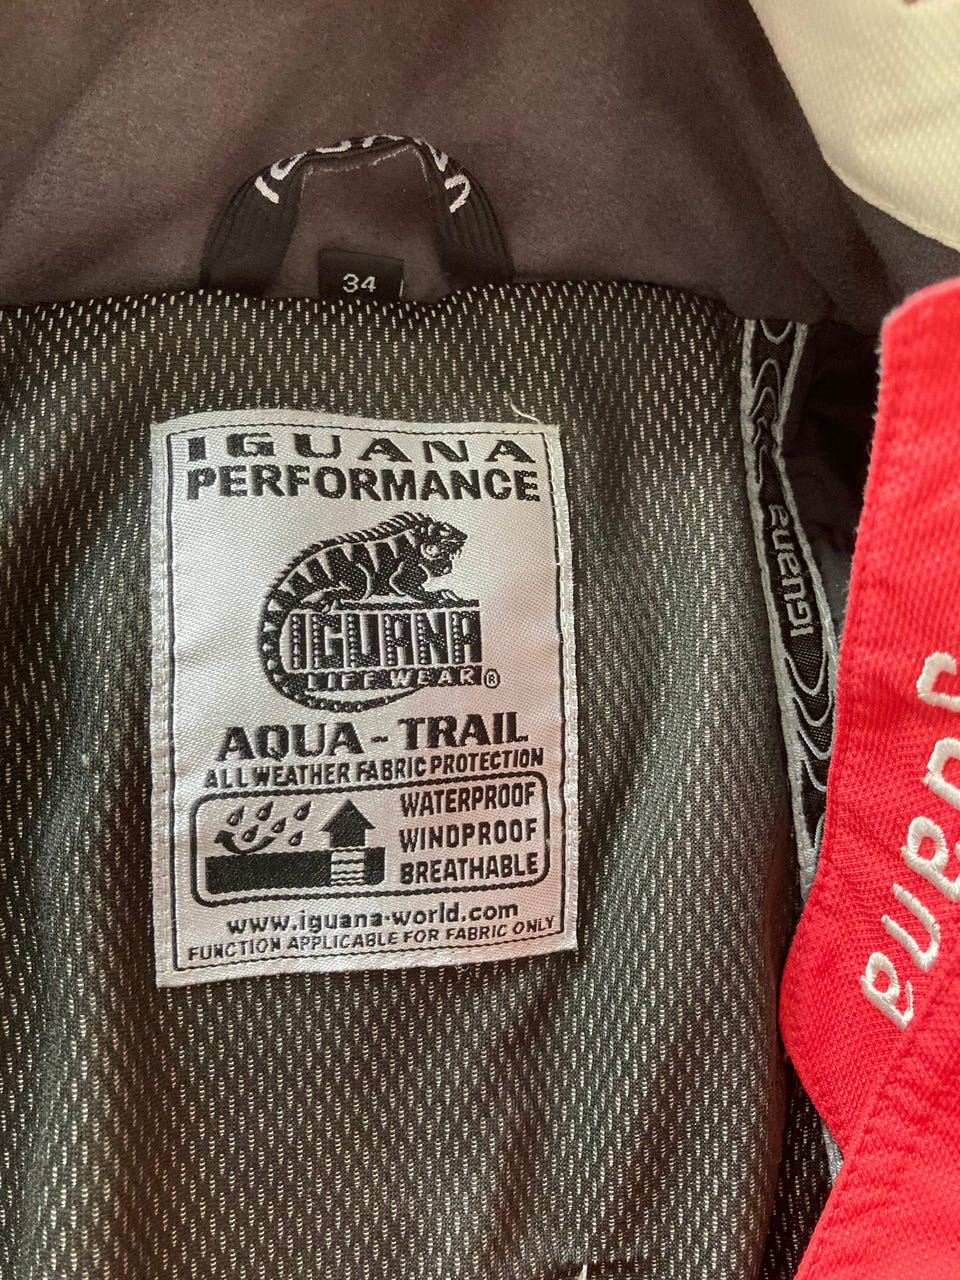 34
IGUANA
PERFORMANCE
IGUANA
LIFE WEAR®
AQUA - TRAIL
ALL WEATHER FABRIC PROTECTION
WATERPROOF
WINDPROOF
BREATHABLE
www.iguana-world.com
FUNCTION APPLICABLE FOR FABRIC ONLY
iguana
guana